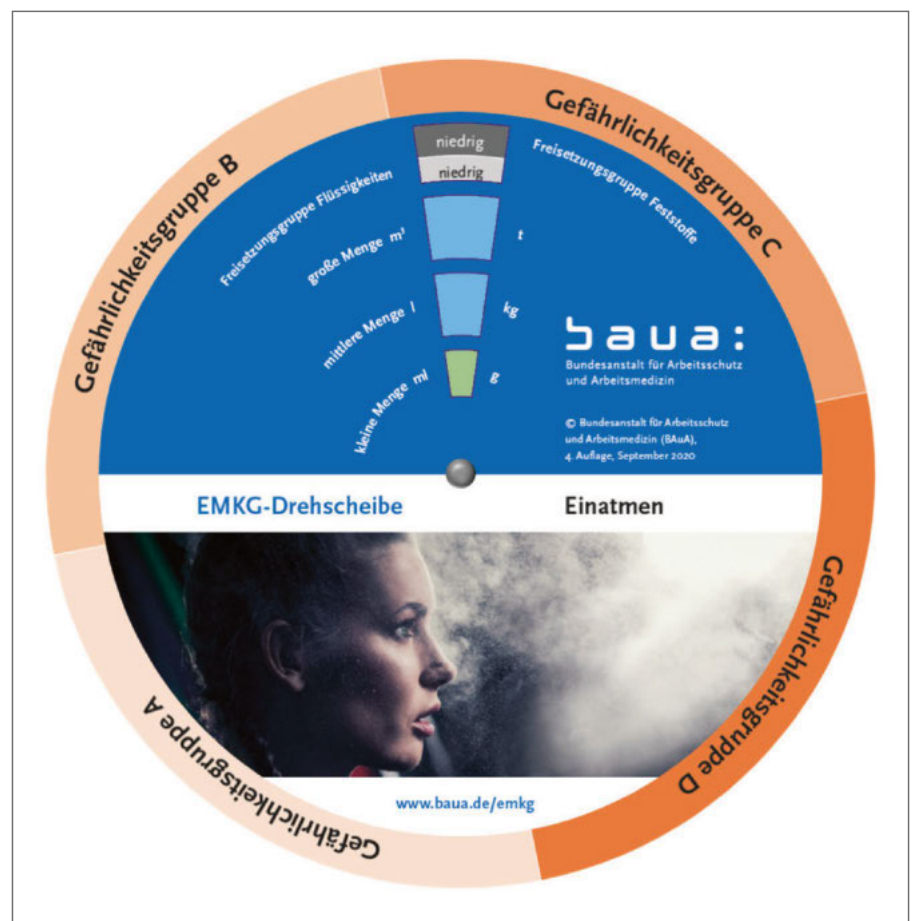 Gefährlichkeitsgruppe B
Gefährlichkeitsgruppe C
niedrig
niedrig
Freisetzungsgruppe Flüssigkeiten
Freisetzungsgruppe Feststoffe
große Menge m³
t
mittlere Menge l
kg
kleine Menge ml
g
baua:
Bundesanstalt für Arbeitsschutz
und Arbeitsmedizin
© Bundesanstalt für Arbeitsschutz
und Arbeitsmedizin (BAuA),
4. Auflage, September 2020
EMKG-Drehscheibe
Einatmen
Gefährlichkeitsgruppe D
Gefährlichkeitsgruppe A
www.baua.de/emkg